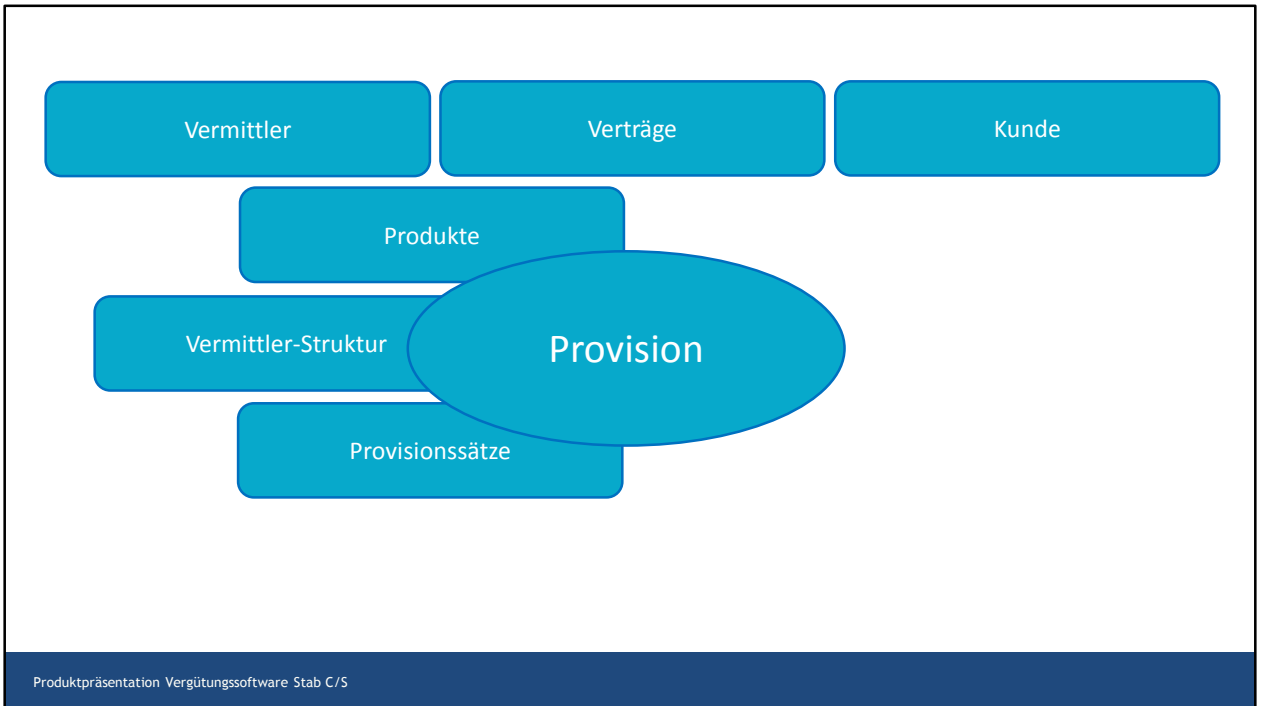 Vermittler
Verträge
Kunde
Produkte
Vermittler-Struktur
Provision
Provisionssätze
Produktpräsentation Vergütungssoftware Stab C/S